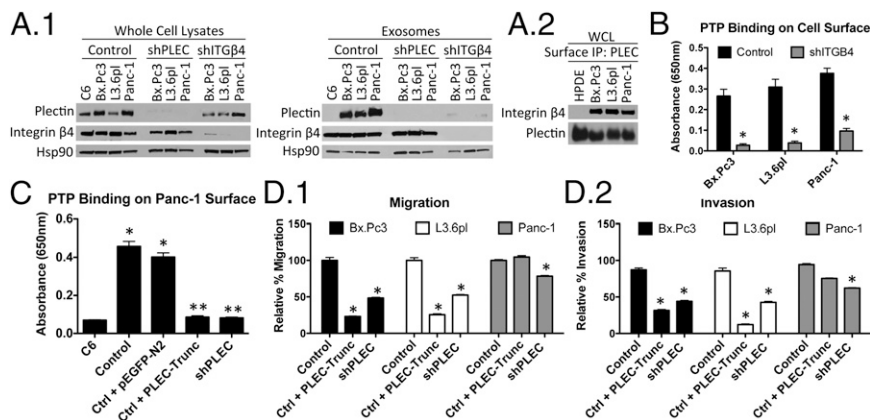 A.1
Whole Cell Lysates
Control shPLEC shITGβ4
C6 Bx.Pc3 L3.6pl Panc-1 Bx.Pc3 L3.6pl Panc-1 Bx.Pc3 L3.6pl Panc-1
Plectin
Integrin β4
Hsp90
Exosomes
Control shPLEC shITGβ4
C6 Bx.Pc3 L3.6pl Panc-1 Bx.Pc3 L3.6pl Panc-1 Bx.Pc3 L3.6pl Panc-1
Plectin
Integrin β4
Hsp90
A.2
WCL
Surface IP: PLEC
HPDE Bx.Pc3 L3.6pl Panc-1
Integrin β4
Plectin
B
PTP Binding on Cell Surface
Control shITGB4
Absorbance (650nm)
0.5
0.4
0.3
0.2
0.1
0.0
* * *
Bx.Pc3 L3.6pl Panc-1
C
PTP Binding on Panc-1 Surface
Absorbance (650nm)
0.6
0.4
0.2
0.0
* * ** **
C6 Control Ctrl + pEGFP-N2 Ctrl + PLEC-Trunc shPLEC
D.1
Migration
Bx.Pc3 L3.6pl Panc-1
Relative % Migration
150
100
50
0
* * * * *
Control Ctrl + PLEC-Trunc shPLEC Control Ctrl + PLEC-Trunc shPLEC Control Ctrl + PLEC-Trunc shPLEC
D.2
Invasion
Bx.Pc3 L3.6pl Panc-1
Relative % Invasion
150
100
50
0
* * * * *
Control Ctrl + PLEC-Trunc shPLEC Control Ctrl + PLEC-Trunc shPLEC Control Ctrl + PLEC-Trunc shPLEC